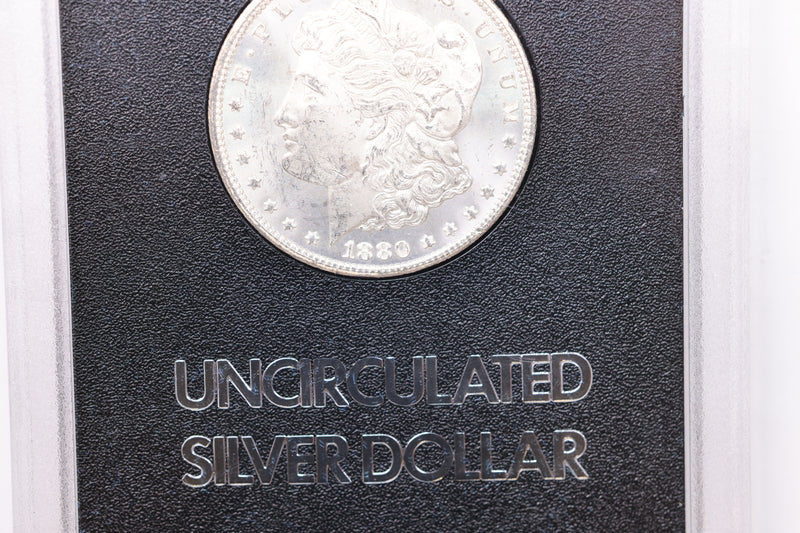 E·PLURIBUS·UNUM
1880
UNCIRCULATED
SILVER DOLLAR